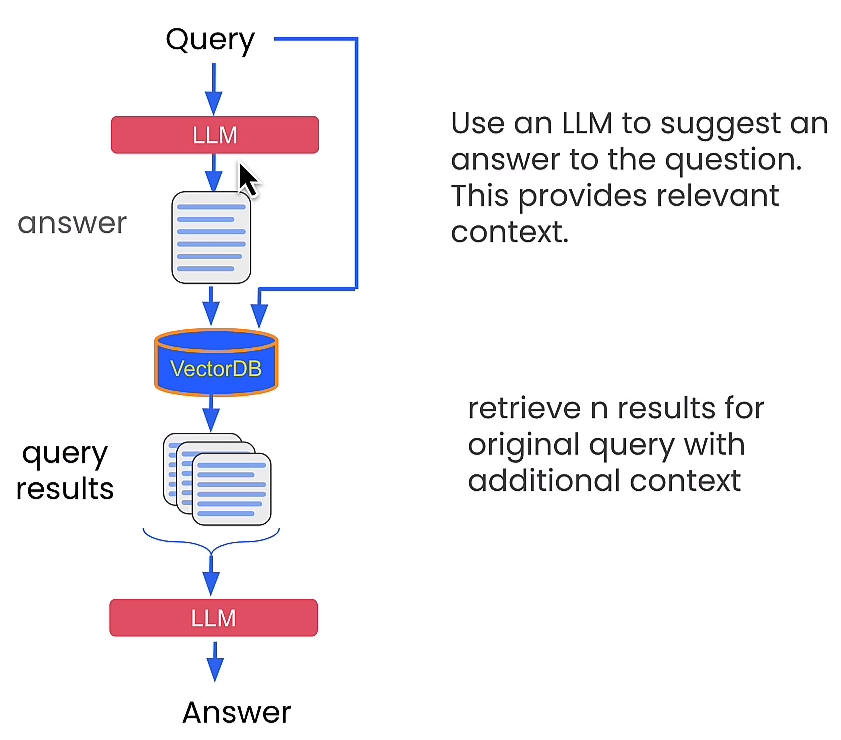 Query
LLM
Use an LLM to suggest an
answer to the question.
This provides relevant
context.
answer
VectorDB
retrieve n results for
original query with
additional context
query
results
LLM
Answer